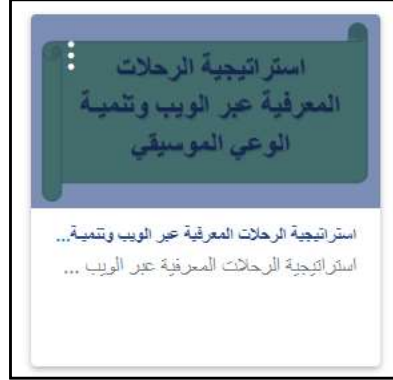 استراتيجية الرحلات
المعرفية عبر الويب وتنمية
الوعي الموسيقي
استراتيجية الرحلات المعرفية عبر الويب وتنمية...
استراتيجية الرحلات المعرفية عبر الويب ...